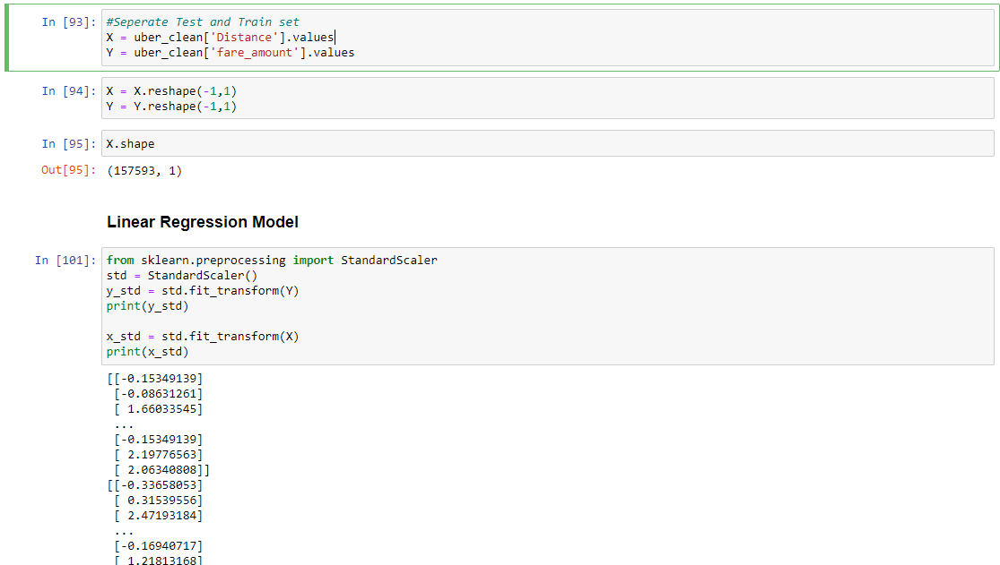 In [93]: #Seperate Test and Train set
X = uber_clean['Distance'].values
Y = uber_clean['fare_amount'].values
In [94]: X = X.reshape(-1,1)
Y = Y.reshape(-1,1)
In [95]: X.shape
Out[95]: (157593, 1)
Linear Regression Model
In [101]: from sklearn.preprocessing import StandardScaler
std = StandardScaler()
y_std = std.fit_transform(Y)
print(y_std)
x_std = std.fit_transform(X)
print(x_std)
[[-0.15349139]
[-0.08631261]
[ 1.66033545]
...
[-0.15349139]
[ 2.19776563]
[ 2.06340808]]
[[-0.33658053]
[ 0.31539556]
[ 2.47193184]
...
[-0.16940717]
[ 1.21813168]